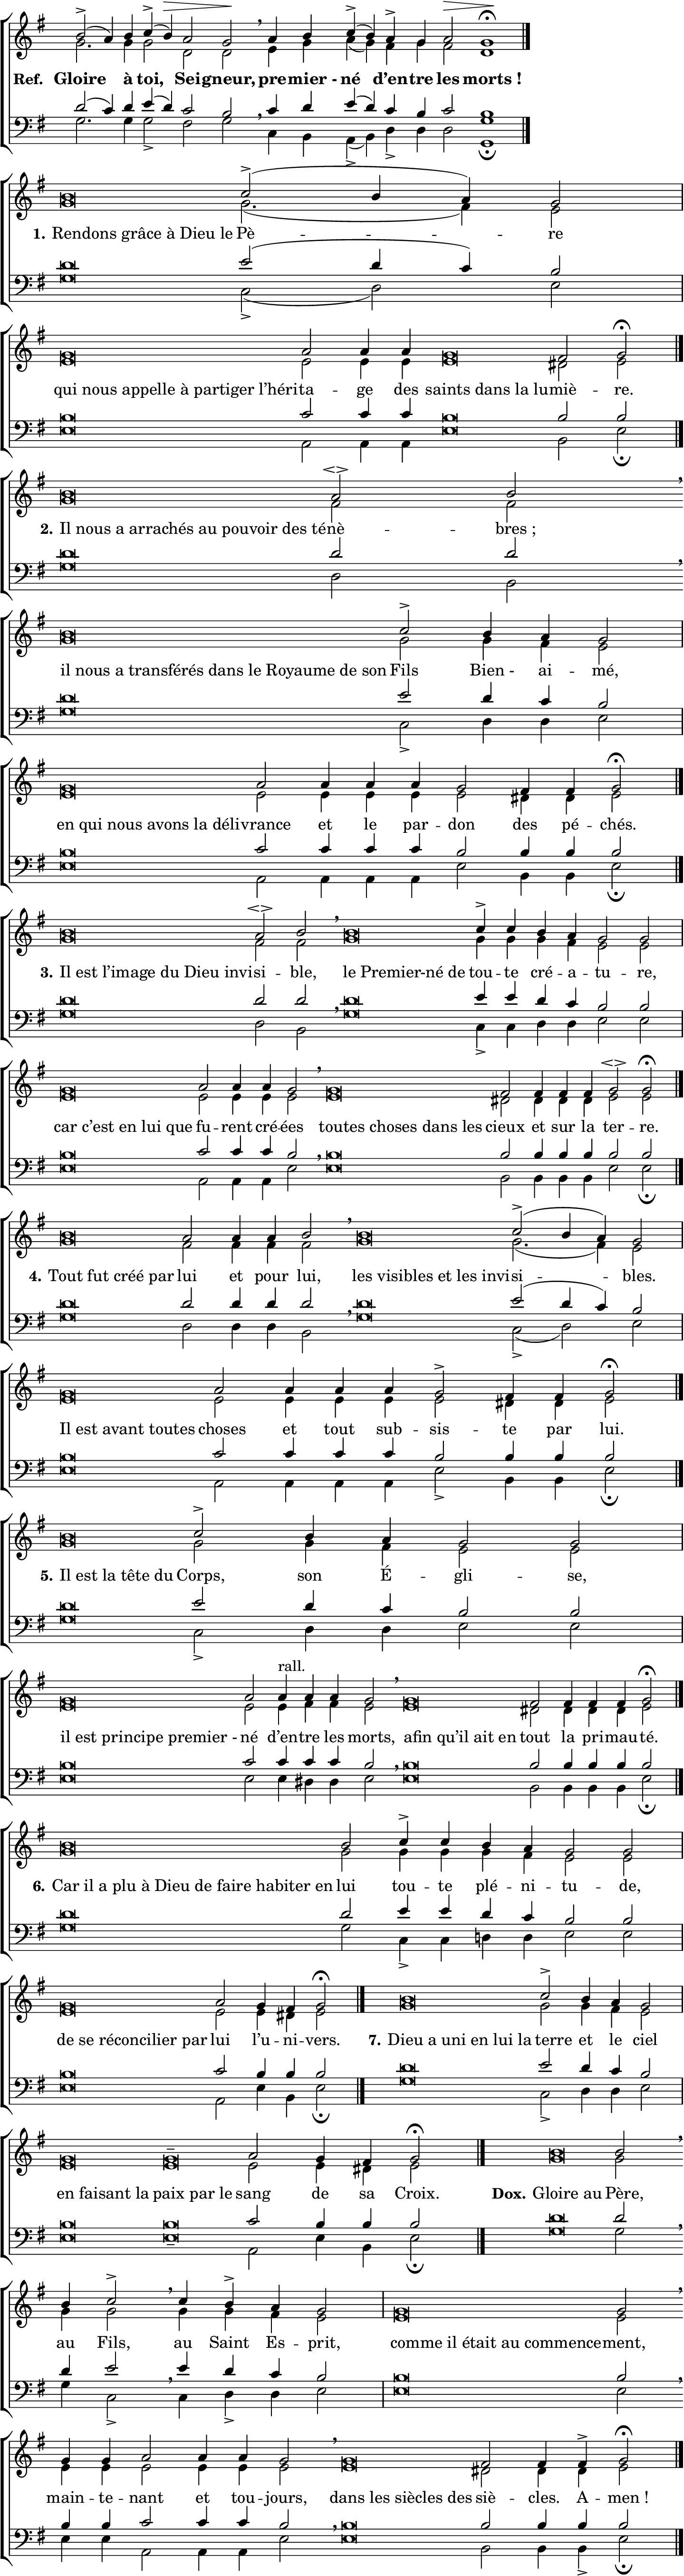 Ref. Gloire à toi, Seigneur, premier - né d’entre les morts !
1. Rendons grâce à Dieu le Pè -- -- -- re
qui nous appelle à partiger l’hérita -- ge des saints dans la lumiè -- re.
2. Il nous a arrachés au pouvoir des ténè -- bres ;
il nous a transférés dans le Royaume de son Fils Bien - ai -- mé,
en qui nous avons la délivrance et le par -- don des pé -- chés.
3. Il est l’image du Dieu invisi -- ble, le Premier-né de tou -- te cré -- a -- tu -- re,
car c’est en lui que fu -- rent cré -- ées toutes choses dans les cieux et sur la ter -- re.
4. Tout fut créé par lui et pour lui, les visibles et les invisi -- -- bles.
Il est avant toutes choses et tout sub -- sis -- te par lui.
5. Il est la tête du Corps, son É -- gli -- se,
rall.
il est principe premier - né d’entre les morts, afin qu’il ait en tout la primauté.
6. Car il a plu à Dieu de faire habiter en lui tou -- te plé -- ni -- tu -- de,
de se réconcilier par lui l’u -- ni -- vers. 7. Dieu a uni en lui la terre et le ciel
en faisant la paix par le sang de sa Croix. Dox. Gloire au Père,
au Fils, au Saint Es -- prit, comme il était au commencement,
main -- te -- nant et tou -- jours, dans les siècles des siè -- cles. A -- men !